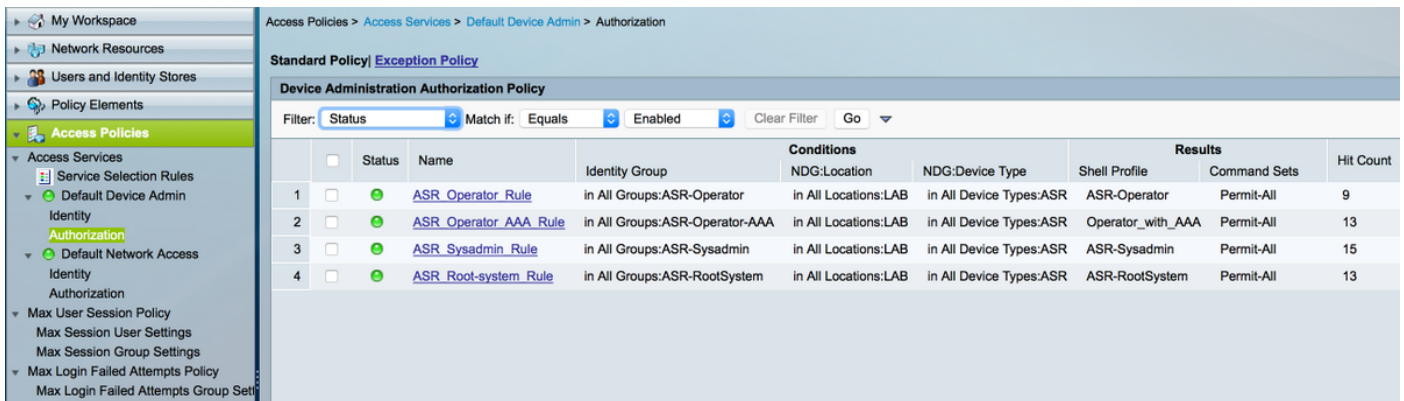 My Workspace
Network Resources
Users and Identity Stores
Policy Elements
Access Policies
Access Services
Service Selection Rules
Default Device Admin
Identity
Authorization
Default Network Access
Identity
Authorization
Max User Session Policy
Max Session User Settings
Max Session Group Settings
Max Login Failed Attempts Policy
Max Login Failed Attempts Group Sett
Access Policies > Access Services > Default Device Admin > Authorization
Standard Policy| Exception Policy
Device Administration Authorization Policy
Filter: Status Match if: Equals Enabled Clear Filter Go
Conditions Results
Status Name Identity Group NDG:Location NDG:Device Type Shell Profile Command Sets Hit Count
1 ASR_Operator_Rule in All Groups:ASR-Operator in All Locations:LAB in All Device Types:ASR ASR-Operator Permit-All 9
2 ASR_Operator_AAA_Rule in All Groups:ASR-Operator-AAA in All Locations:LAB in All Device Types:ASR Operator_with_AAA Permit-All 13
3 ASR_Sysadmin_Rule in All Groups:ASR-Sysadmin in All Locations:LAB in All Device Types:ASR ASR-Sysadmin Permit-All 15
4 ASR_Root-system_Rule in All Groups:ASR-RootSystem in All Locations:LAB in All Device Types:ASR ASR-RootSystem Permit-All 13